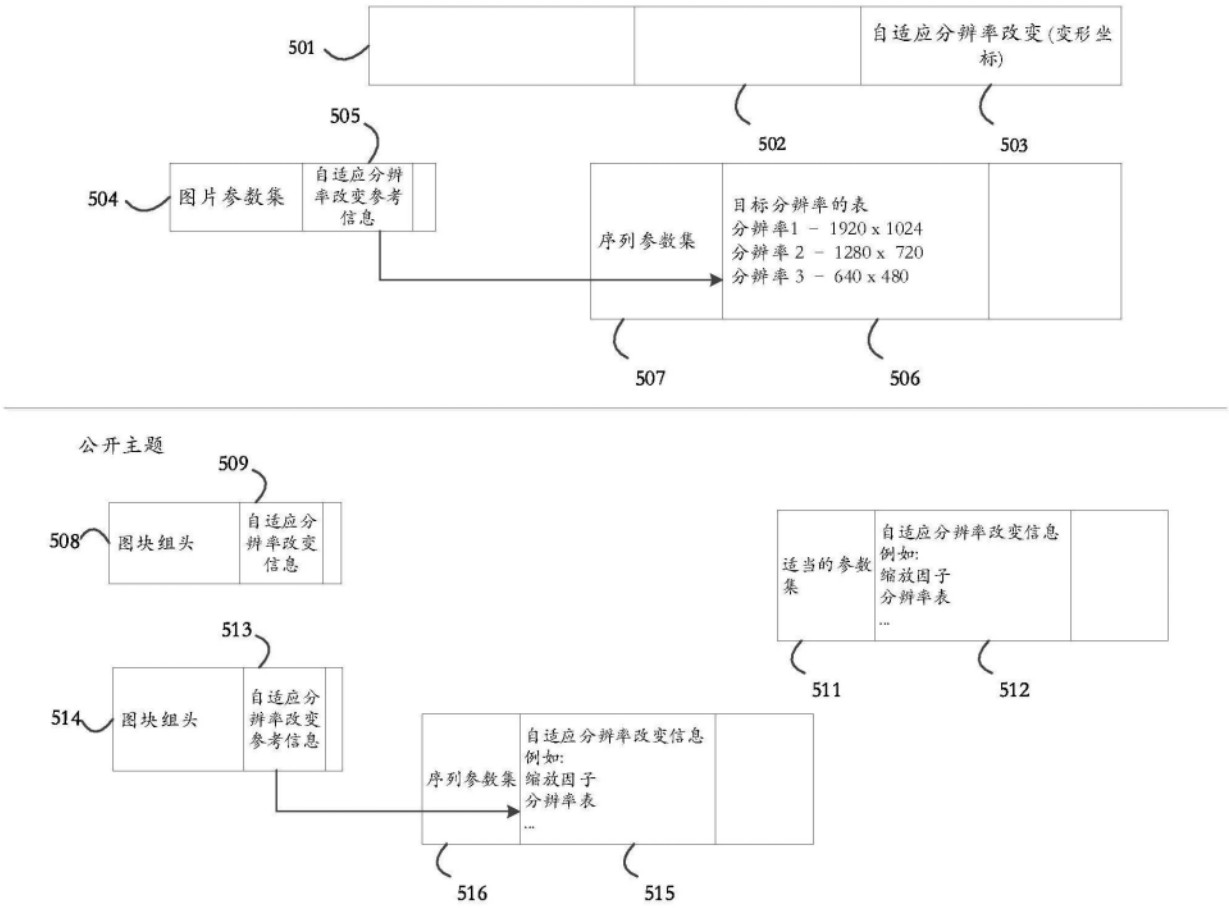 501
自适应分辨率改变(变形坐
标)
502
503
505
504
图片参数集
自适应分辨
率改变参考
信息
序列参数集
目标分辨率的表
分辨率1 - 1920 x 1024
分辨率 2 - 1280 x 720
分辨率 3 - 640 x 480
507
506
公开主题
509
508
图块组头
自适应分
辨率改变
信息
适当的参数
集
自适应分辨率改变信息
例如:
缩放因子
分辨率表
...
511
512
513
514
图块组头
自适应分
辨率改变
参考信息
序列参数集
自适应分辨率改变信息
例如:
缩放因子
分辨率表
...
516
515